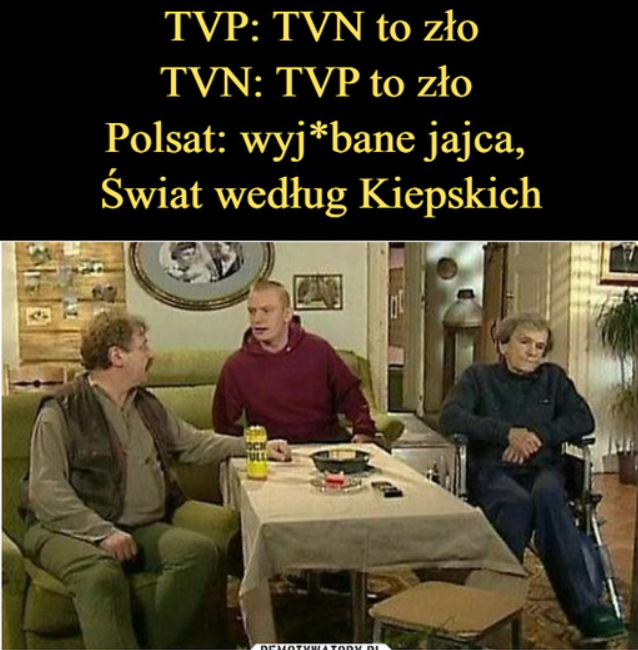 TVP: TVN to zło
TVN: TVP to zło
Polsat: wyj*bane jajca,
Świat według Kiepskich
DEMOTYWATORY.PL